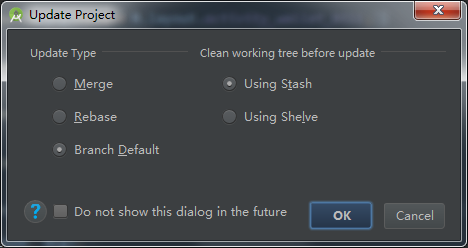 Update Project
Update Type
Clean working tree before update
Merge
Using Stash
Rebase
Using Shelve
Branch Default
?
Do not show this dialog in the future
OK
Cancel